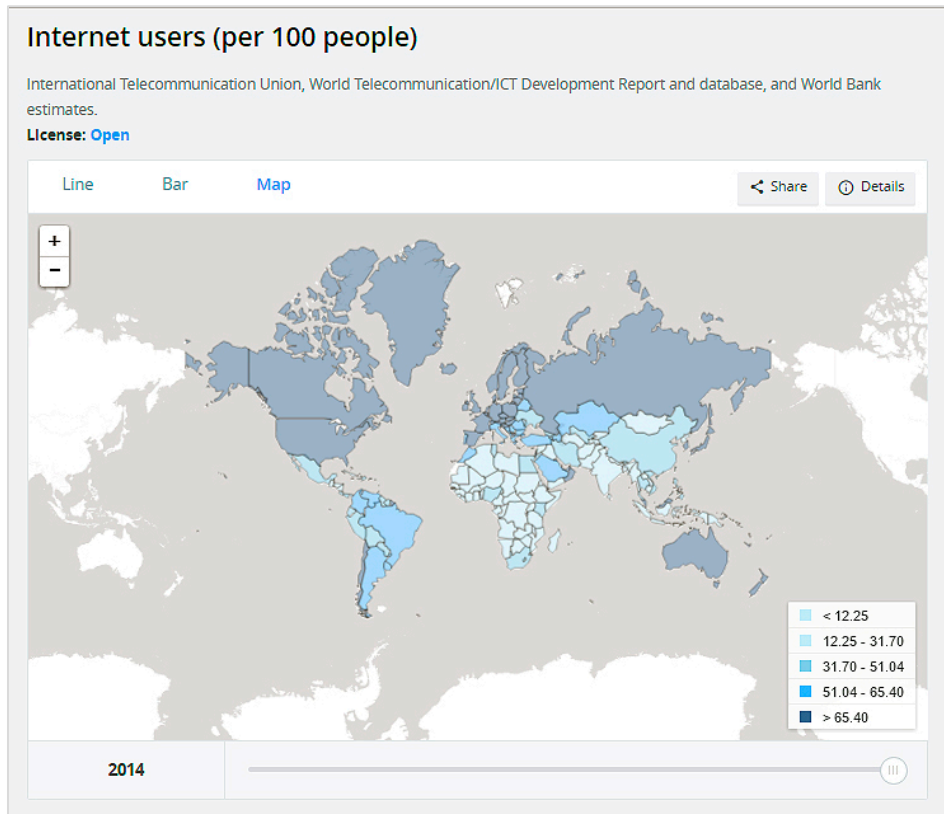 Internet users (per 100 people)
International Telecommunication Union, World Telecommunication/ICT Development Report and database, and World Bank
estimates.
License: Open
Line Bar Map Share Details
+
−
< 12.25
12.25 - 31.70
31.70 - 51.04
51.04 - 65.40
> 65.40
2014